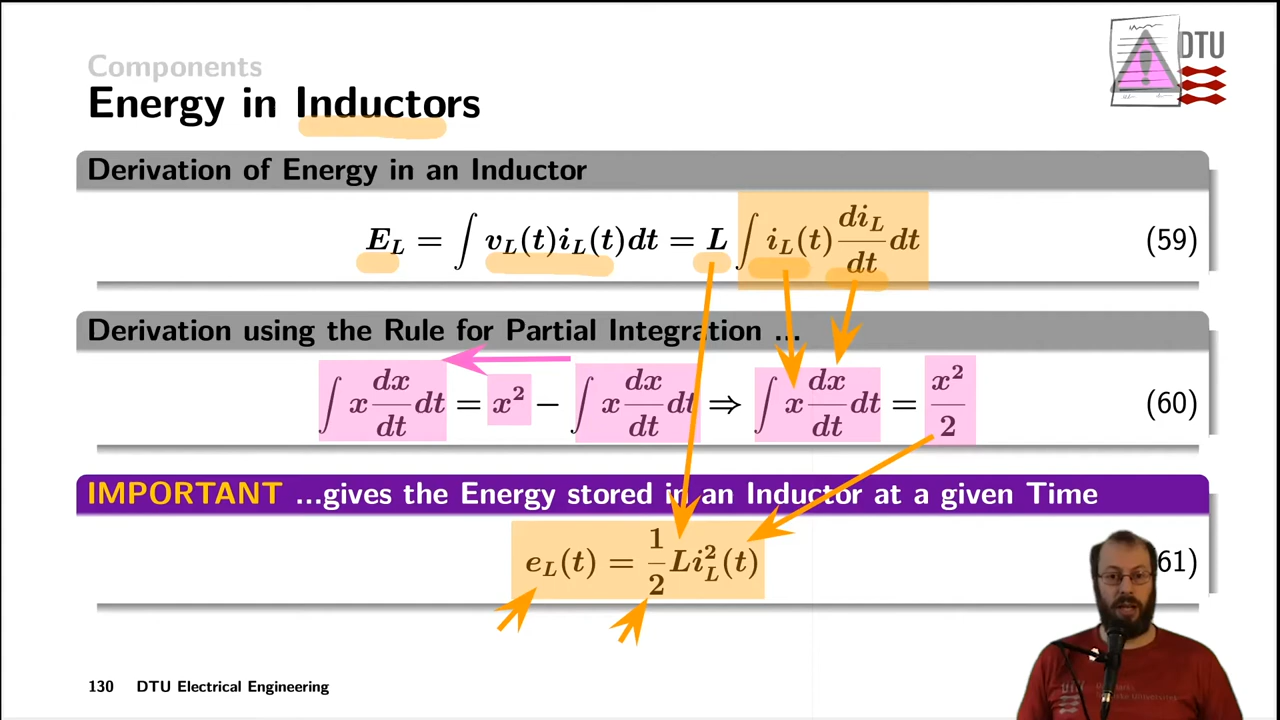 Components
DTU
Energy in Inductors
Derivation of Energy in an Inductor
E_L = ∫ v_L(t)i_L(t)dt = L ∫ i_L(t) di_L/dt dt (59)
Derivation using the Rule for Partial Integration ...
∫ x dx/dt dt = x² − ∫ x dx/dt dt ⇒ ∫ x dx/dt dt = x²/2 (60)
IMPORTANT ...gives the Energy stored in an Inductor at a given Time
e_L(t) = 1/2 L i_L²(t) 61)
130 DTU Electrical Engineering